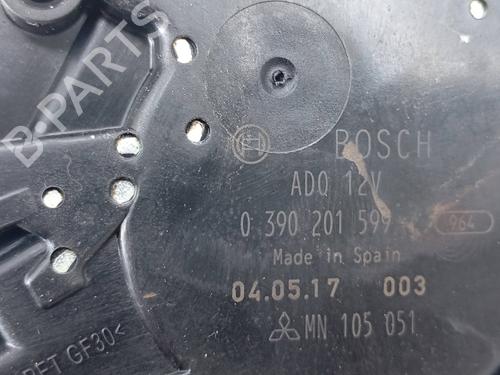 B-PARTS
BOSCH
ADQ 12V
0 390 201 599
964
Made in Spain
04.05.17 003
MN 105 051
GF30<